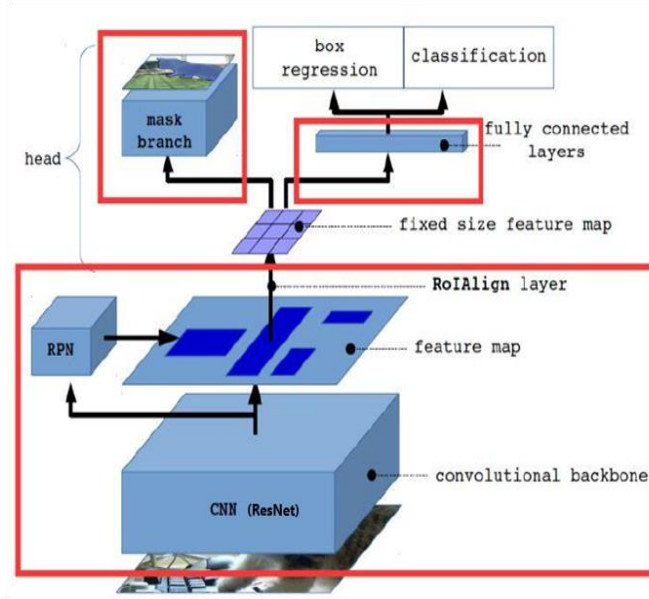 box
regression
classification
mask
branch
fully connected
layers
head
fixed size feature map
RoIAlign layer
RPN
feature map
convolutional backbone
CNN (ResNet)